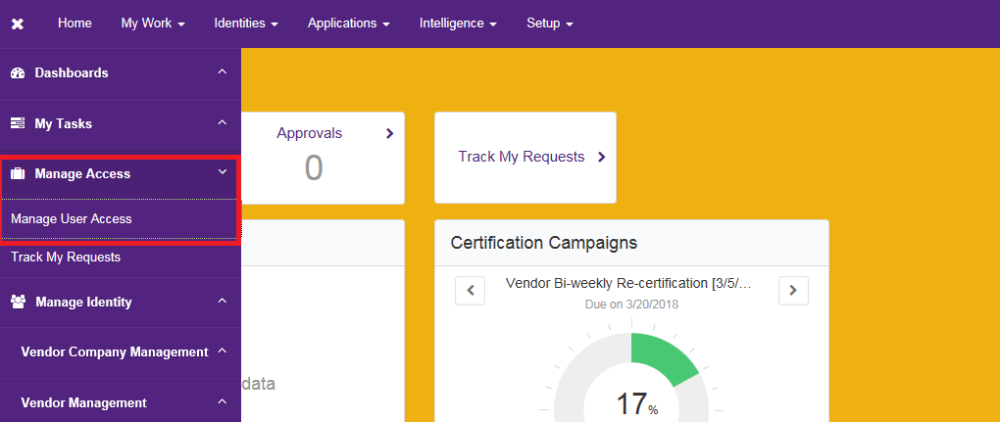 Home
My Work
Identities
Applications
Intelligence
Setup
Dashboards
My Tasks
Manage Access
Manage User Access
Track My Requests
Manage Identity
Vendor Company Management
Vendor Management
Approvals
0
Track My Requests
data
Certification Campaigns
Vendor Bi-weekly Re-certification [3/5/…
Due on 3/20/2018
17%